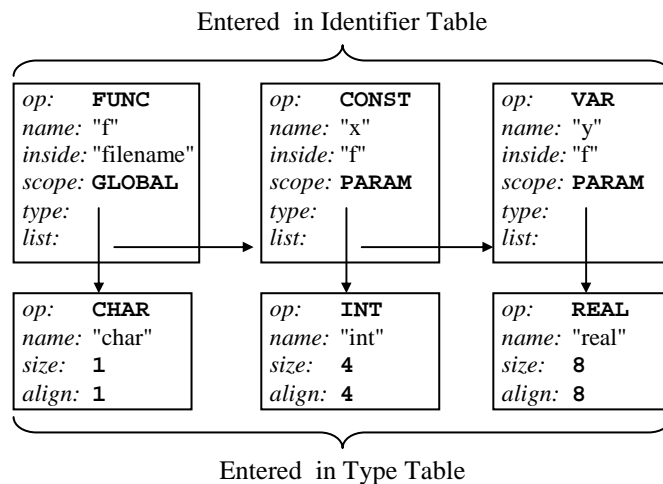 Entered in Identifier Table
op: FUNC
name: "f"
inside: "filename"
scope: GLOBAL
type:
list:
op: CONST
name: "x"
inside: "f"
scope: PARAM
type:
list:
op: VAR
name: "y"
inside: "f"
scope: PARAM
type:
list:
op: CHAR
name: "char"
size: 1
align: 1
op: INT
name: "int"
size: 4
align: 4
op: REAL
name: "real"
size: 8
align: 8
Entered in Type Table